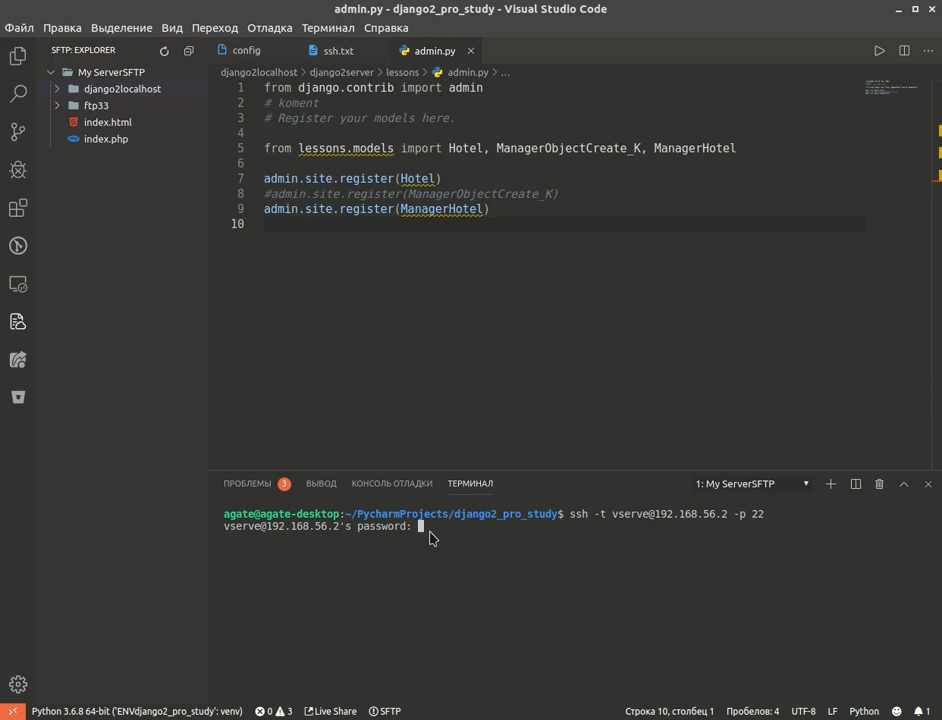 admin.py - django2_pro_study - Visual Studio Code
Файл Правка Выделение Вид Переход Отладка Терминал Справка
SFTP: EXPLORER
My ServerSFTP
django2localhost
ftp33
index.html
index.php
config ssh.txt admin.py
django2localhost > django2server > lessons > admin.py > ...
1 from django.contrib import admin
2 # koment
3 # Register your models here.
4
5 from lessons.models import Hotel, ManagerObjectCreate_K, ManagerHotel
6
7 admin.site.register(Hotel)
8 #admin.site.register(ManagerObjectCreate_K)
9 admin.site.register(ManagerHotel)
10
ПРОБЛЕМЫ 3 ВЫВОД КОНСОЛЬ ОТЛАДКИ ТЕРМИНАЛ 1: My ServerSFTP
agate@agate-desktop:~/PycharmProjects/django2_pro_study$ ssh -t vserve@192.168.56.2 -p 22
vserve@192.168.56.2's password:
Python 3.6.8 64-bit ('ENVdjango2_pro_study': venv) 0 3 Live Share SFTP Строка 10, столбец 1 Пробелов: 4 UTF-8 LF Python 1